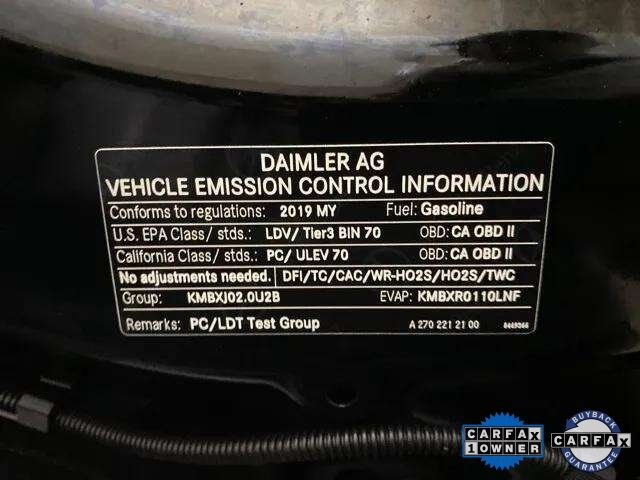 DAIMLER AG
VEHICLE EMISSION CONTROL INFORMATION
Conforms to regulations: 2019 MY Fuel: Gasoline
U.S. EPA Class/ stds.: LDV/ Tier3 BIN 70 OBD: CA OBD II
California Class/ stds.: PC/ ULEV 70 OBD: CA OBD II
No adjustments needed. DFI/TC/CAC/WR-HO2S/HO2S/TWC
Group: KMBXJ02.0U2B EVAP: KMBXR0110LNF
Remarks: PC/LDT Test Group A 270 221 21 00
CARFAX
1 OWNER
BUYBACK
CARFAX
GUARANTEE